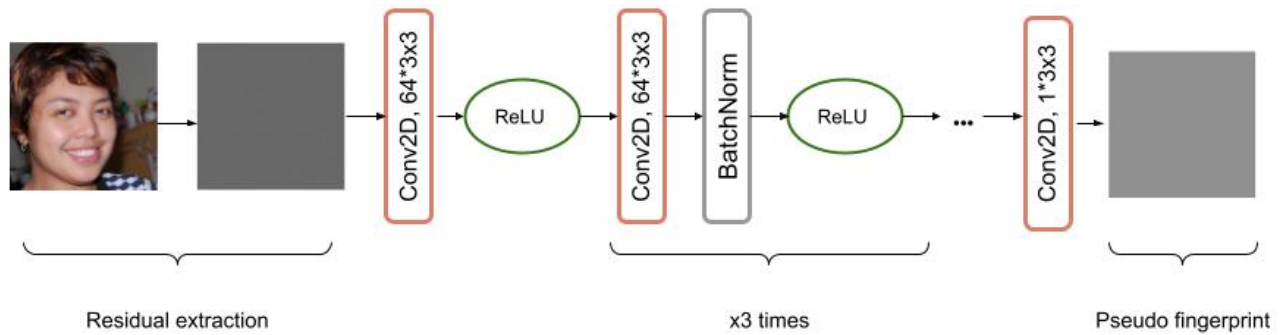 Conv2D, 64*3x3
ReLU
Conv2D, 64*3x3
BatchNorm
ReLU
...
Conv2D, 1*3x3
Residual extraction
x3 times
Pseudo fingerprint